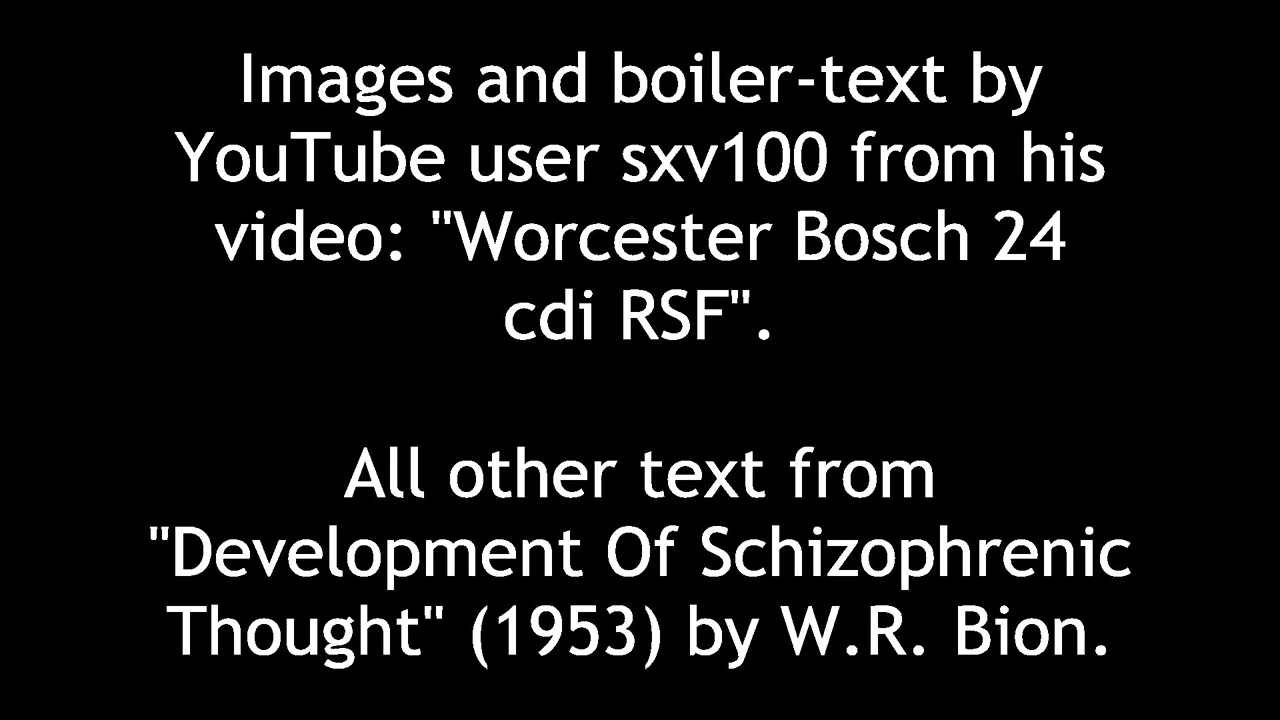 Images and boiler-text by
YouTube user sxv100 from his
video: "Worcester Bosch 24
cdi RSF".
All other text from
"Development Of Schizophrenic
Thought" (1953) by W.R. Bion.